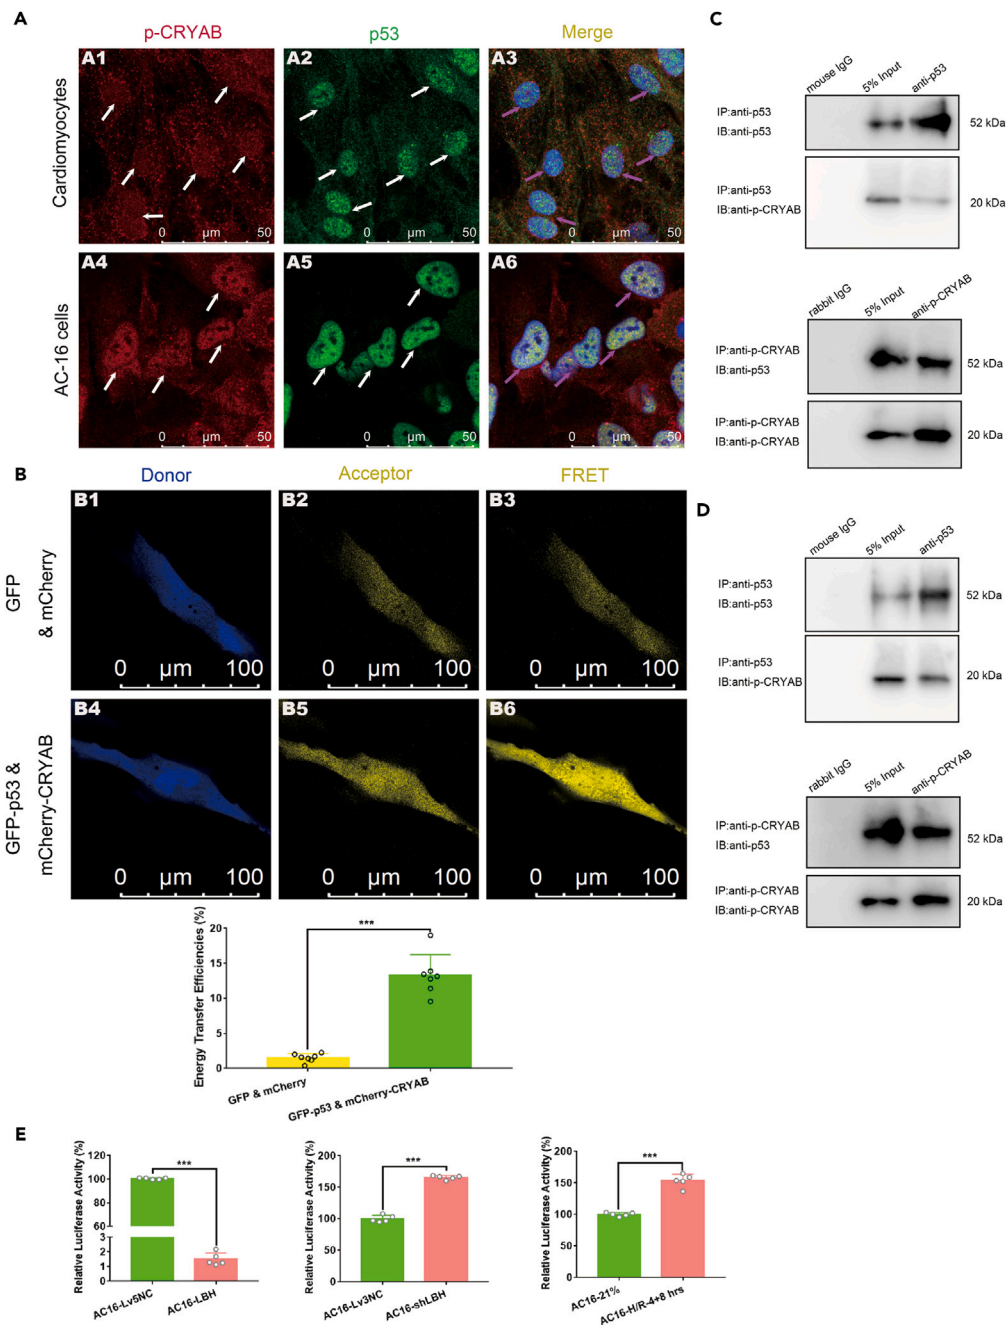 A
p-CRYAB p53 Merge
Cardiomyocytes
A1 A2 A3
0 µm 50 0 µm 50 0 µm 50
AC-16 cells
A4 A5 A6
0 µm 50 0 µm 50 0 µm 50
B
Donor Acceptor FRET
GFP
& mCherry
B1 B2 B3
0 µm 100 0 µm 100 0 µm 100
GFP-p53 &
mCherry-CRYAB
B4 B5 B6
0 µm 100 0 µm 100 0 µm 100
Energy Transfer Efficiencies (%)
20
15
10
5
0
***
GFP & mCherry
GFP-p53 & mCherry-CRYAB
C
mouse IgG 5% Input anti-p53
IP:anti-p53
IB:anti-p53
52 kDa
IP:anti-p53
IB:anti-p-CRYAB
20 kDa
rabbit IgG 5% Input anti-p-CRYAB
IP:anti-p-CRYAB
IB:anti-p53
52 kDa
IP:anti-p-CRYAB
IB:anti-p-CRYAB
20 kDa
D
mouse IgG 5% Input anti-p53
IP:anti-p53
IB:anti-p53
52 kDa
IP:anti-p53
IB:anti-p-CRYAB
20 kDa
rabbit IgG 5% Input anti-p-CRYAB
IP:anti-p-CRYAB
IB:anti-p53
52 kDa
IP:anti-p-CRYAB
IB:anti-p-CRYAB
20 kDa
E
Relative Luciferase Activity (%)
120
100
80
60
40
3
2
1
0
***
AC16-Lv5NC
AC16-LBH
Relative Luciferase Activity (%)
200
150
100
50
0
***
AC16-Lv3NC
AC16-shLBH
Relative Luciferase Activity (%)
200
150
100
50
0
***
AC16-21%
AC16-H/R-4+8 hrs